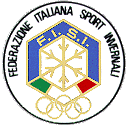 FEDERAZIONE ITALIANA SPORT INVERNALI
F.I.S.I.